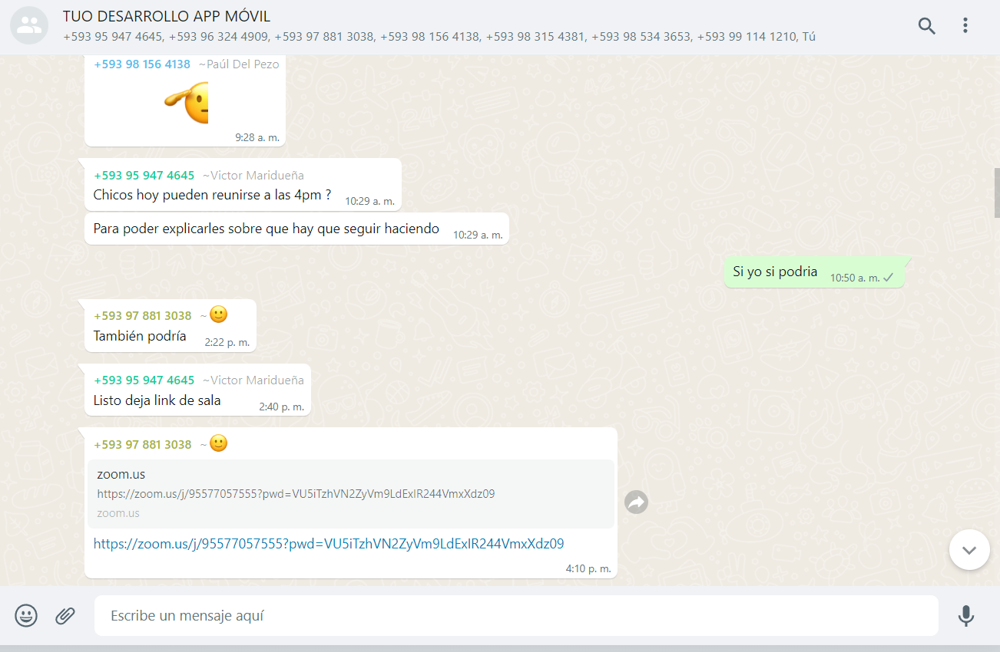 TUO DESARROLLO APP MÓVIL
+593 95 947 4645, +593 96 324 4909, +593 97 881 3038, +593 98 156 4138, +593 98 315 4381, +593 98 534 3653, +593 99 114 1210, Tú
+593 98 156 4138 ~Paúl Del Pezo
9:28 a. m.
+593 95 947 4645 ~Victor Maridueña
Chicos hoy pueden reunirse a las 4pm ? 10:29 a. m.
Para poder explicarles sobre que hay que seguir haciendo 10:29 a. m.
Si yo si podria 10:50 a. m.
+593 97 881 3038 ~🙂
También podría 2:22 p. m.
+593 95 947 4645 ~Victor Maridueña
Listo deja link de sala 2:40 p. m.
+593 97 881 3038 ~🙂
zoom.us
https://zoom.us/j/95577057555?pwd=VU5iTzhVN2ZyVm9LdExIR244VmxXdz09
zoom.us
https://zoom.us/j/95577057555?pwd=VU5iTzhVN2ZyVm9LdExIR244VmxXdz09
4:10 p. m.
Escribe un mensaje aquí